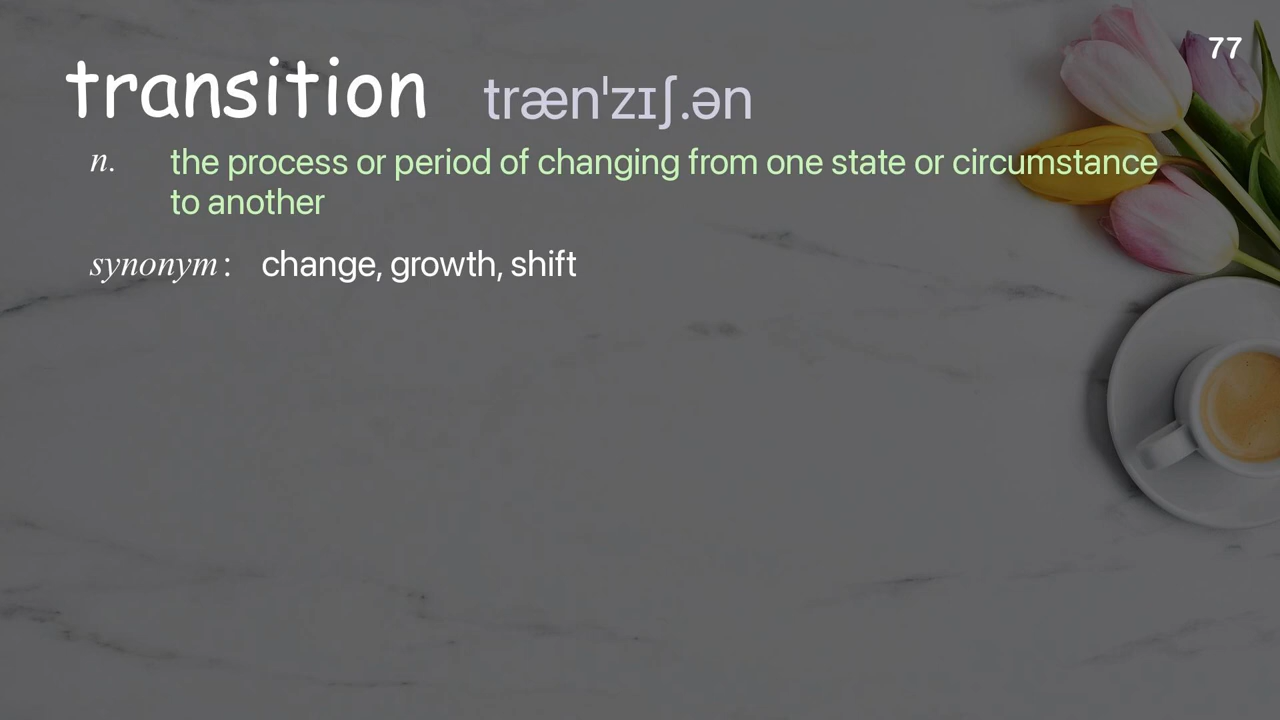 77
transition trænˈzɪʃ.ən
n. the process or period of changing from one state or circumstance
to another
synonym: change, growth, shift